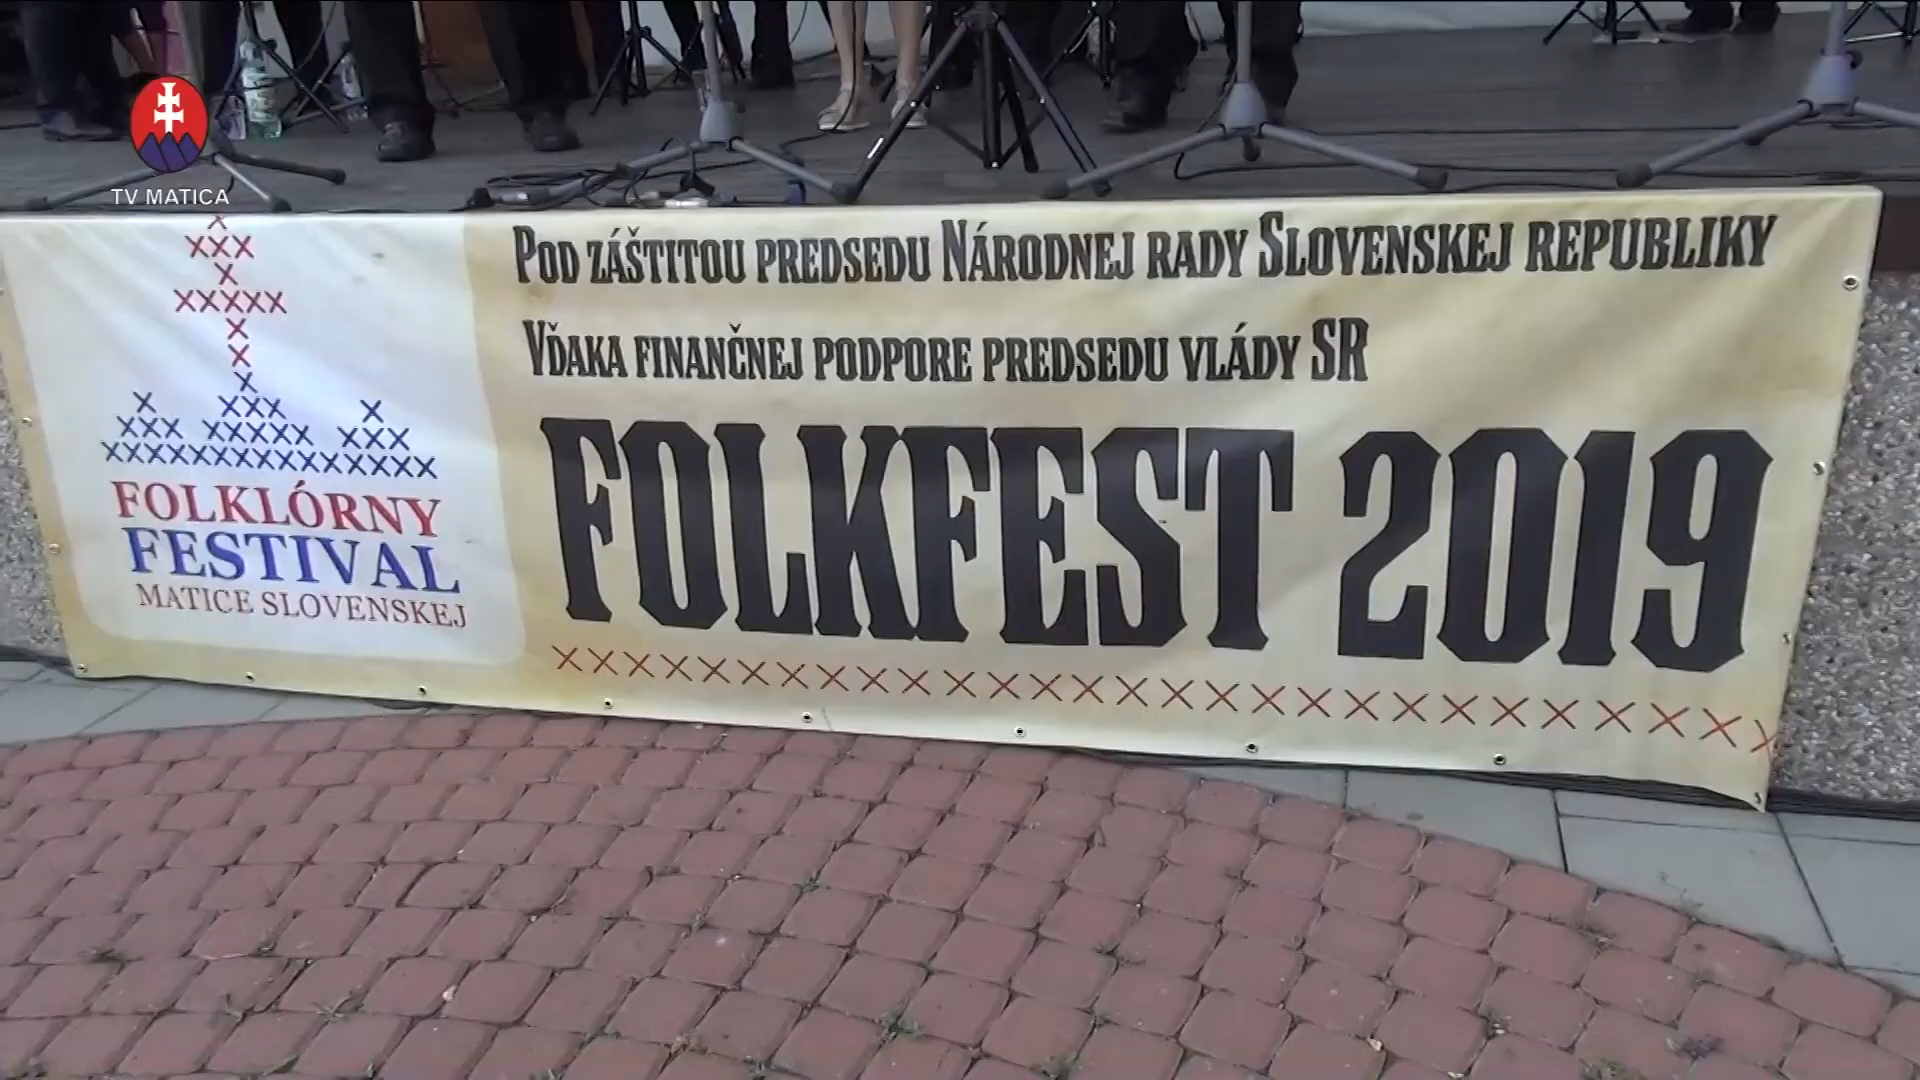 TV MATICA
POD ZÁŠTITOU PREDSEDU NÁRODNEJ RADY SLOVENSKEJ REPUBLIKY
VĎAKA FINANČNEJ PODPORE PREDSEDU VLÁDY SR
FOLKFEST 2019
FOLKLÓRNY
FESTIVAL
MATICE SLOVENSKEJ